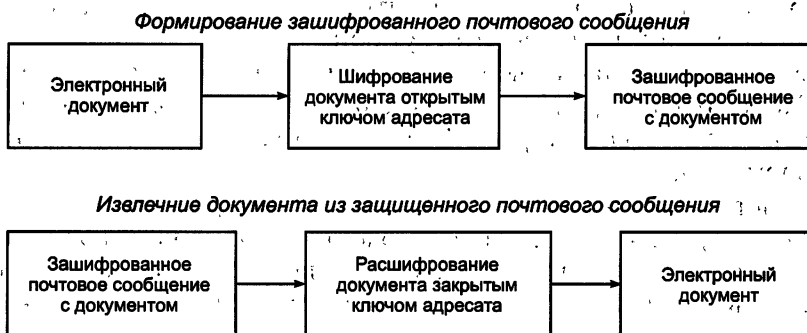 Формирование зашифрованного почтового сообщения
Электронный
документ
Шифрование
документа открытым
ключом адресата
Зашифрованное
почтовое сообщение
с документом
Извлечние документа из защищенного почтового сообщения
Зашифрованное
почтовое сообщение
с документом
Расшифрование
документа закрытым
ключом адресата
Электронный
документ